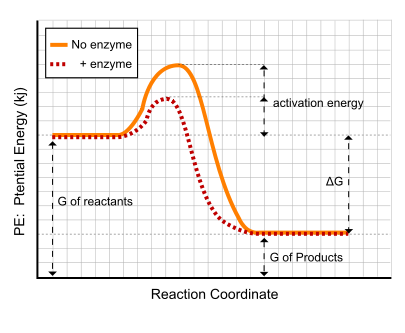 No enzyme
+ enzyme
activation energy
ΔG
G of reactants
G of Products
PE:  Ptential Energy (kj)
Reaction Coordinate